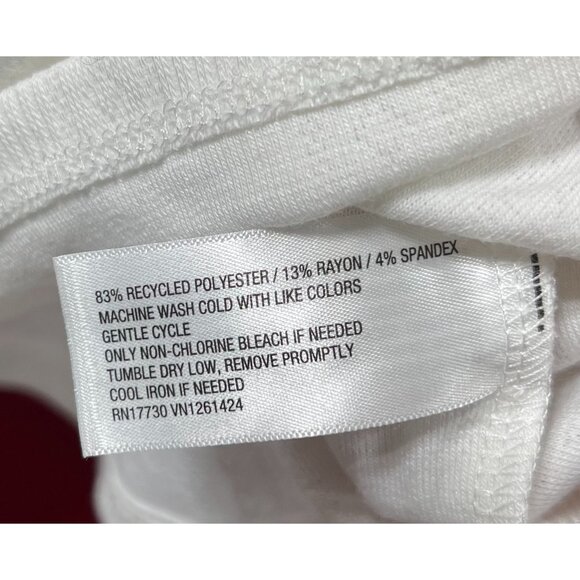 83% RECYCLED POLYESTER / 13% RAYON / 4% SPANDEX
MACHINE WASH COLD WITH LIKE COLORS
GENTLE CYCLE
ONLY NON-CHLORINE BLEACH IF NEEDED
TUMBLE DRY LOW, REMOVE PROMPTLY
COOL IRON IF NEEDED
RN17730 VN1261424